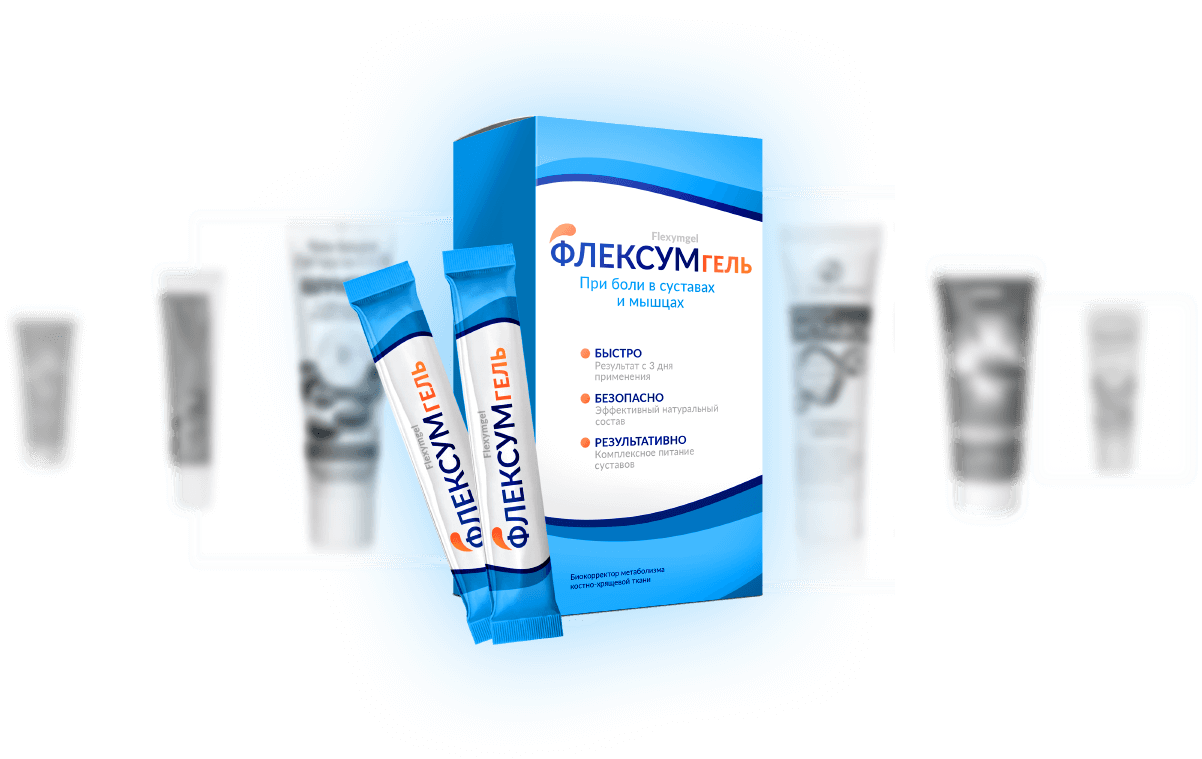 Flexymgel
ФЛЕКСУМГЕЛЬ
При боли в суставах
и мышцах
БЫСТРО
Результат с 3 дня
применения
БЕЗОПАСНО
Эффективный натуральный
состав
РЕЗУЛЬТАТИВНО
Комплексное питание
суставов
Биокорректор метаболизма
костно-хрящевой ткани
Flexymgel
ФЛЕКСУМГЕЛЬ
Flexymgel
ФЛЕКСУМГЕЛЬ